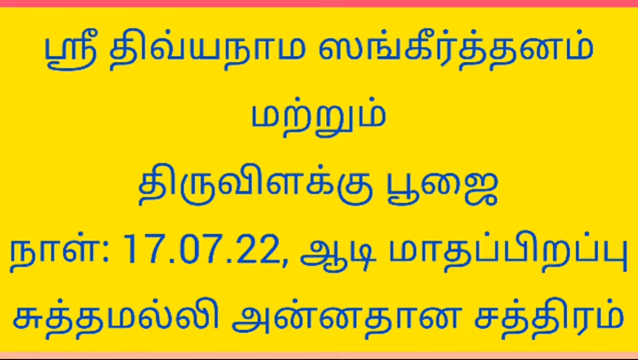 ஸ்ரீ திவ்யநாம ஸங்கீர்த்தனம்
மற்றும்
திருவிளக்கு பூஜை
நாள்: 17.07.22, ஆடி மாதப்பிறப்பு
சுத்தமல்லி அன்னதான சத்திரம்